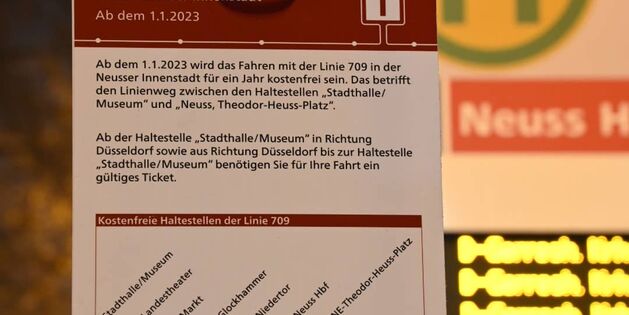 Ab dem 1.1.2023
Ab dem 1.1.2023 wird das Fahren mit der Linie 709 in der
Neusser Innenstadt für ein Jahr kostenfrei sein. Das betrifft
den Linienweg zwischen den Haltestellen „Stadthalle/
Museum“ und „Neuss, Theodor-Heuss-Platz“.
Ab der Haltestelle „Stadthalle/Museum“ in Richtung
Düsseldorf sowie aus Richtung Düsseldorf bis zur Haltestelle
„Stadthalle/Museum“ benötigen Sie für Ihre Fahrt ein
gültiges Ticket.
Kostenfreie Haltestellen der Linie 709
Stadthalle/Museum
Landestheater
Markt
Glockhammer
Niedertor
Neuss Hbf
NE-Theodor-Heuss-Platz
H
Neuss H